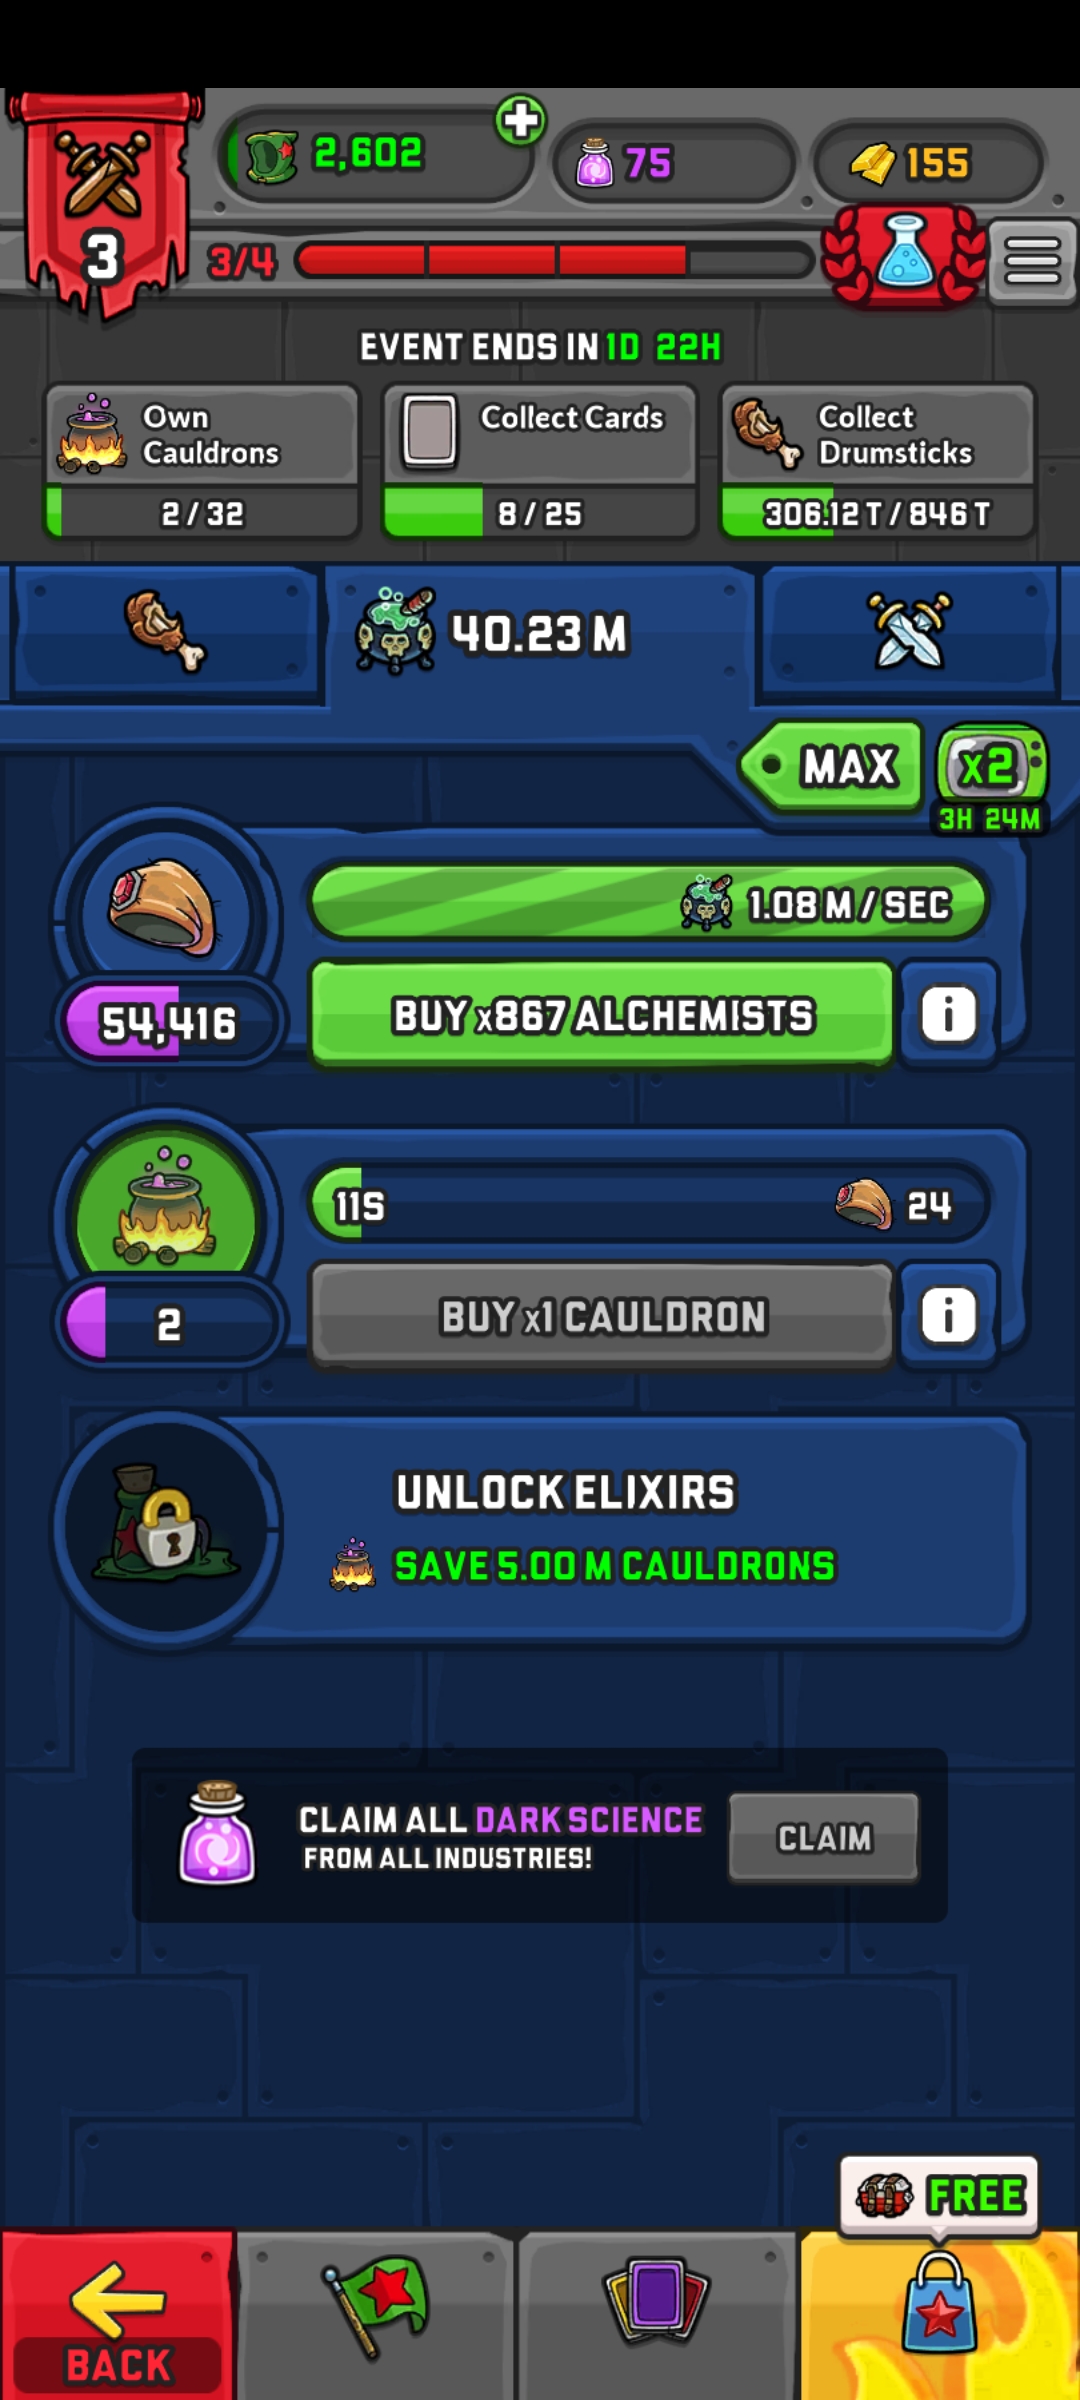 2,602
75
155
3
3/4
EVENT ENDS IN 1D 22H
Own
Cauldrons
2 / 32
Collect Cards
8 / 25
Collect
Drumsticks
306.12 T / 846 T
40.23 M
MAX
x2
3H 24M
1.08 M / SEC
54,416
BUY x867 ALCHEMISTS
i
11S
24
2
BUY x1 CAULDRON
i
UNLOCK ELIXIRS
SAVE 5.00 M CAULDRONS
CLAIM ALL DARK SCIENCE
FROM ALL INDUSTRIES!
CLAIM
FREE
BACK